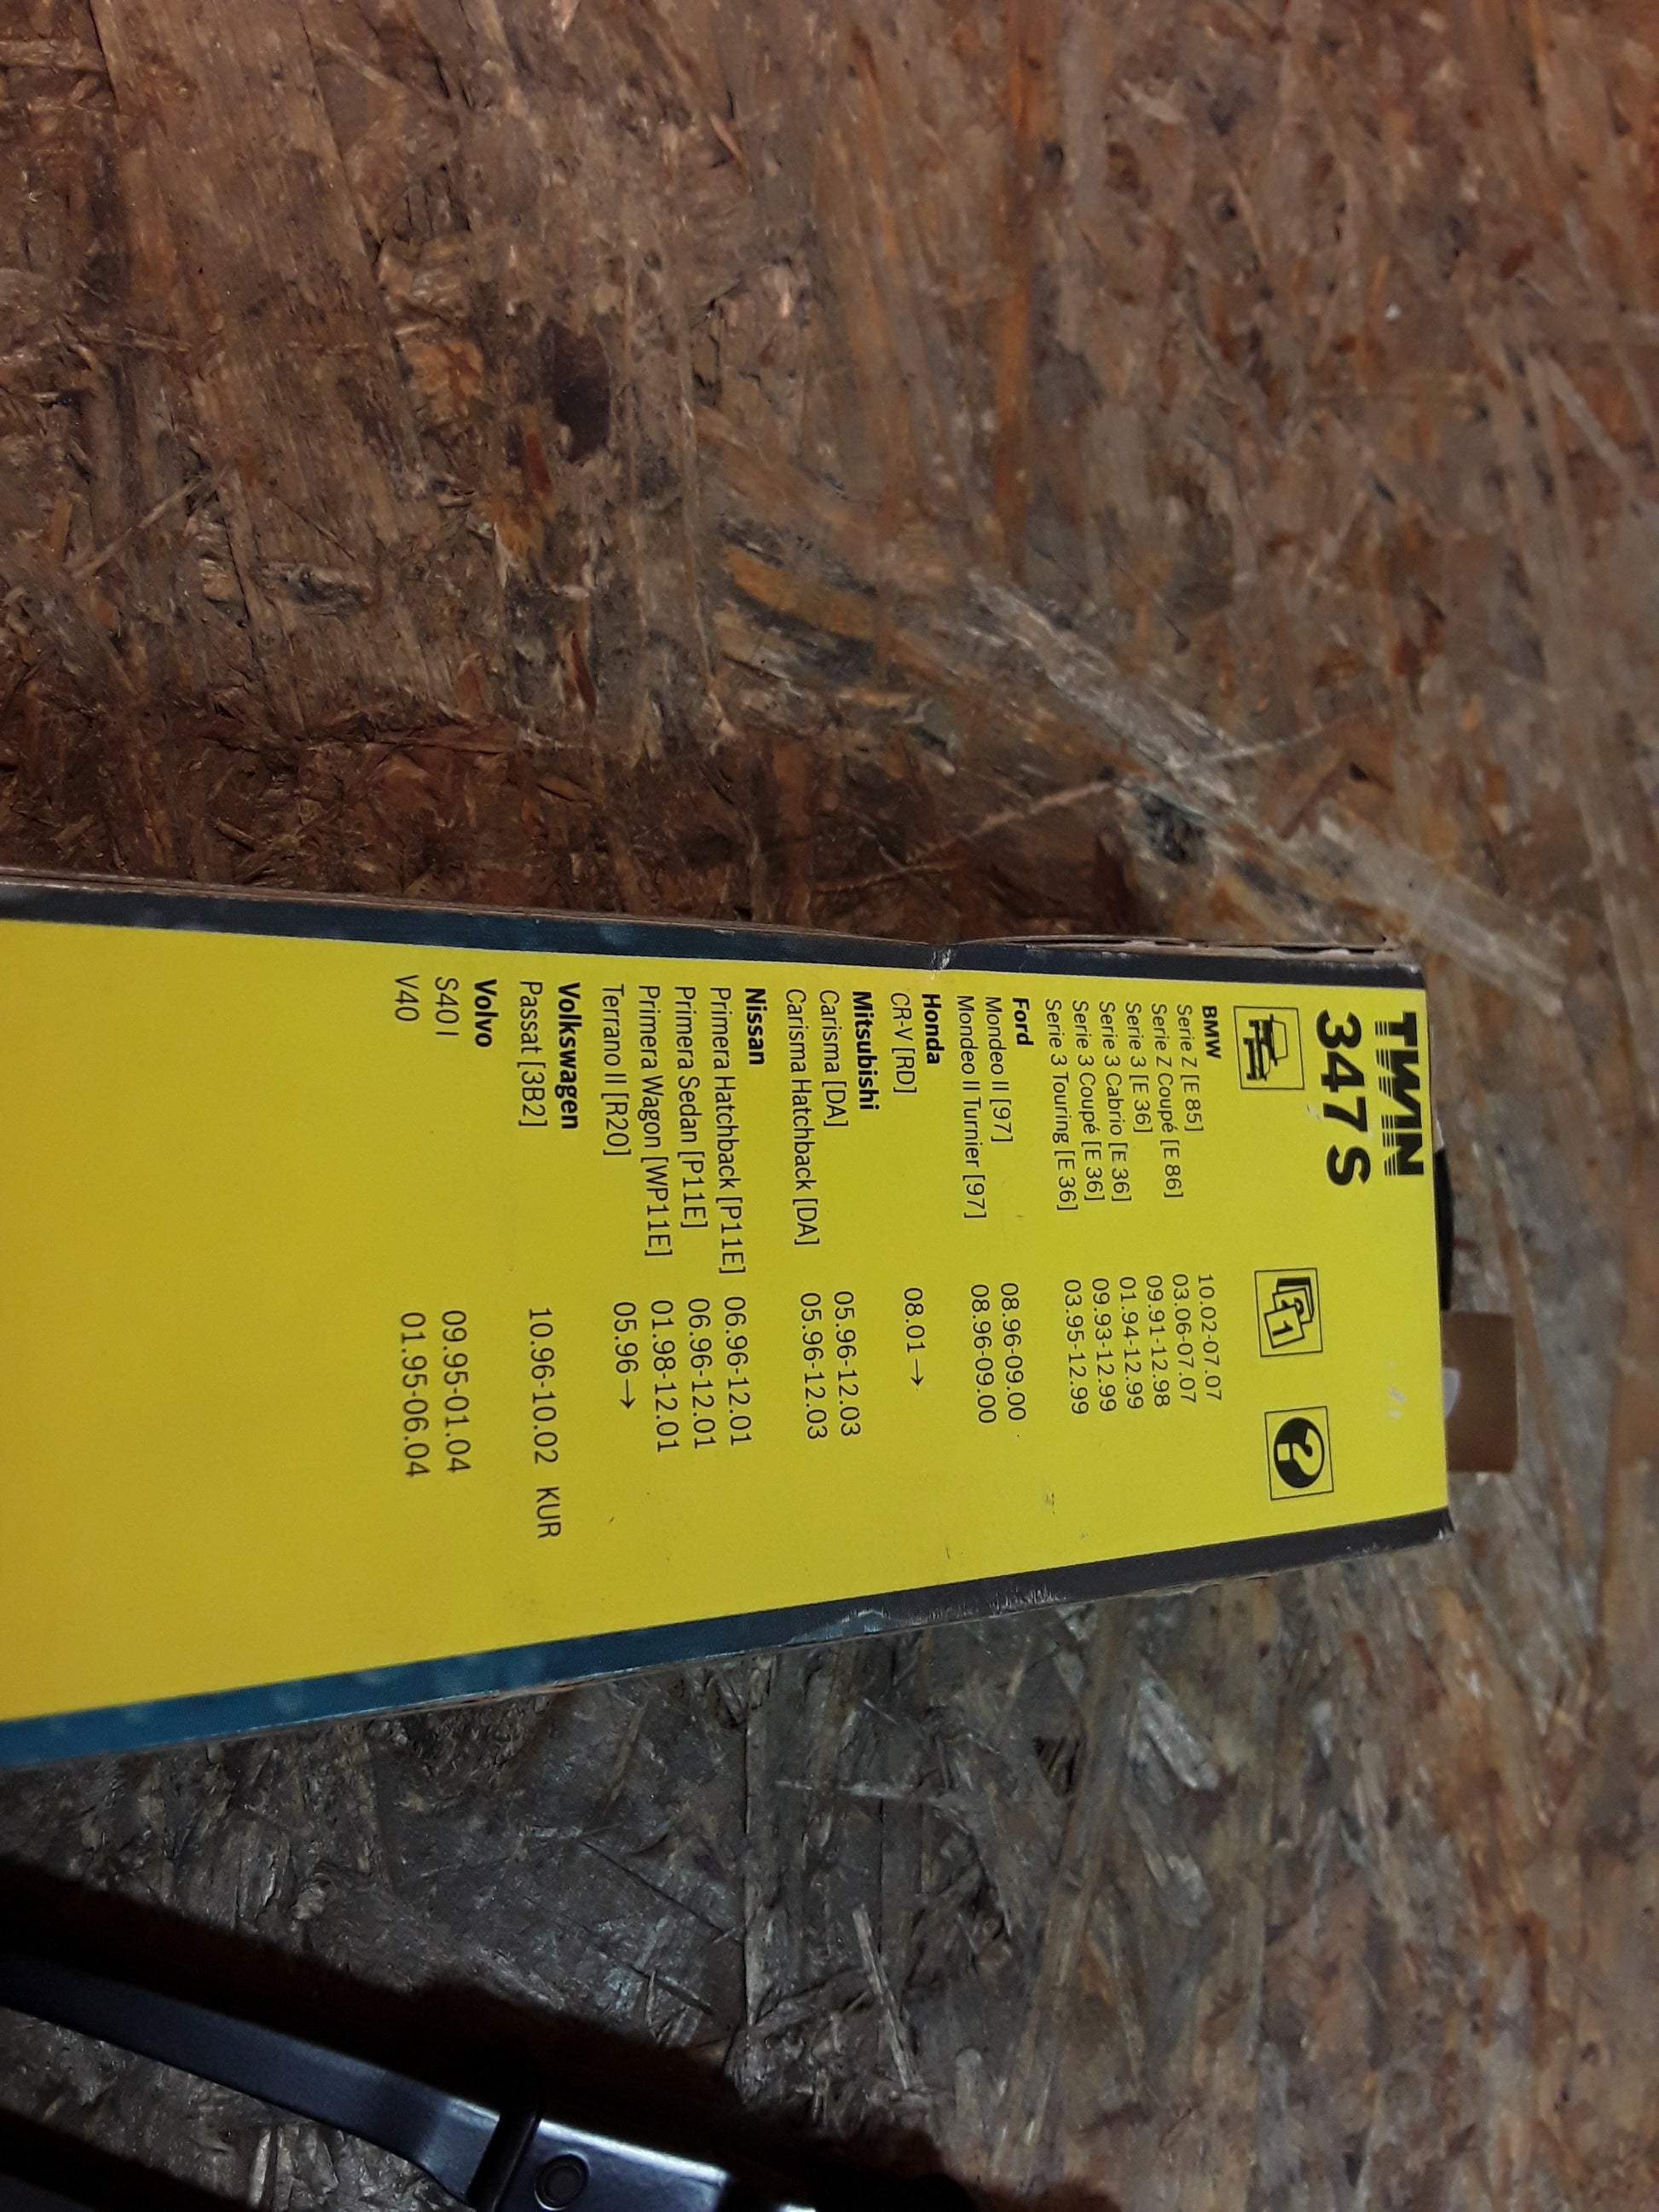 TWIN
347 S
BMW
Serie Z [E 85] 10.02-07.07
Serie Z Coupé [E 86] 03.06-07.07
Serie 3 [E 36] 09.91-12.98
Serie 3 Cabrio [E 36] 01.94-12.99
Serie 3 Coupé [E 36] 09.93-12.99
Serie 3 Touring [E 36] 03.95-12.99
Ford
Mondeo II [97] 08.96-09.00
Mondeo II Turnier [97] 08.96-09.00
Honda
CR-V [RD] 08.01→
Mitsubishi
Carisma [DA] 05.96-12.03
Carisma Hatchback [DA] 05.96-12.03
Nissan
Primera Hatchback [P11E] 06.96-12.01
Primera Sedan [P11E] 06.96-12.01
Primera Wagon [WP11E] 01.98-12.01
Terrano II [R20] 05.96→
Volkswagen
Passat [3B2] 10.96-10.02 KUR
Volvo
S40 I 09.95-01.04
V40 01.95-06.04